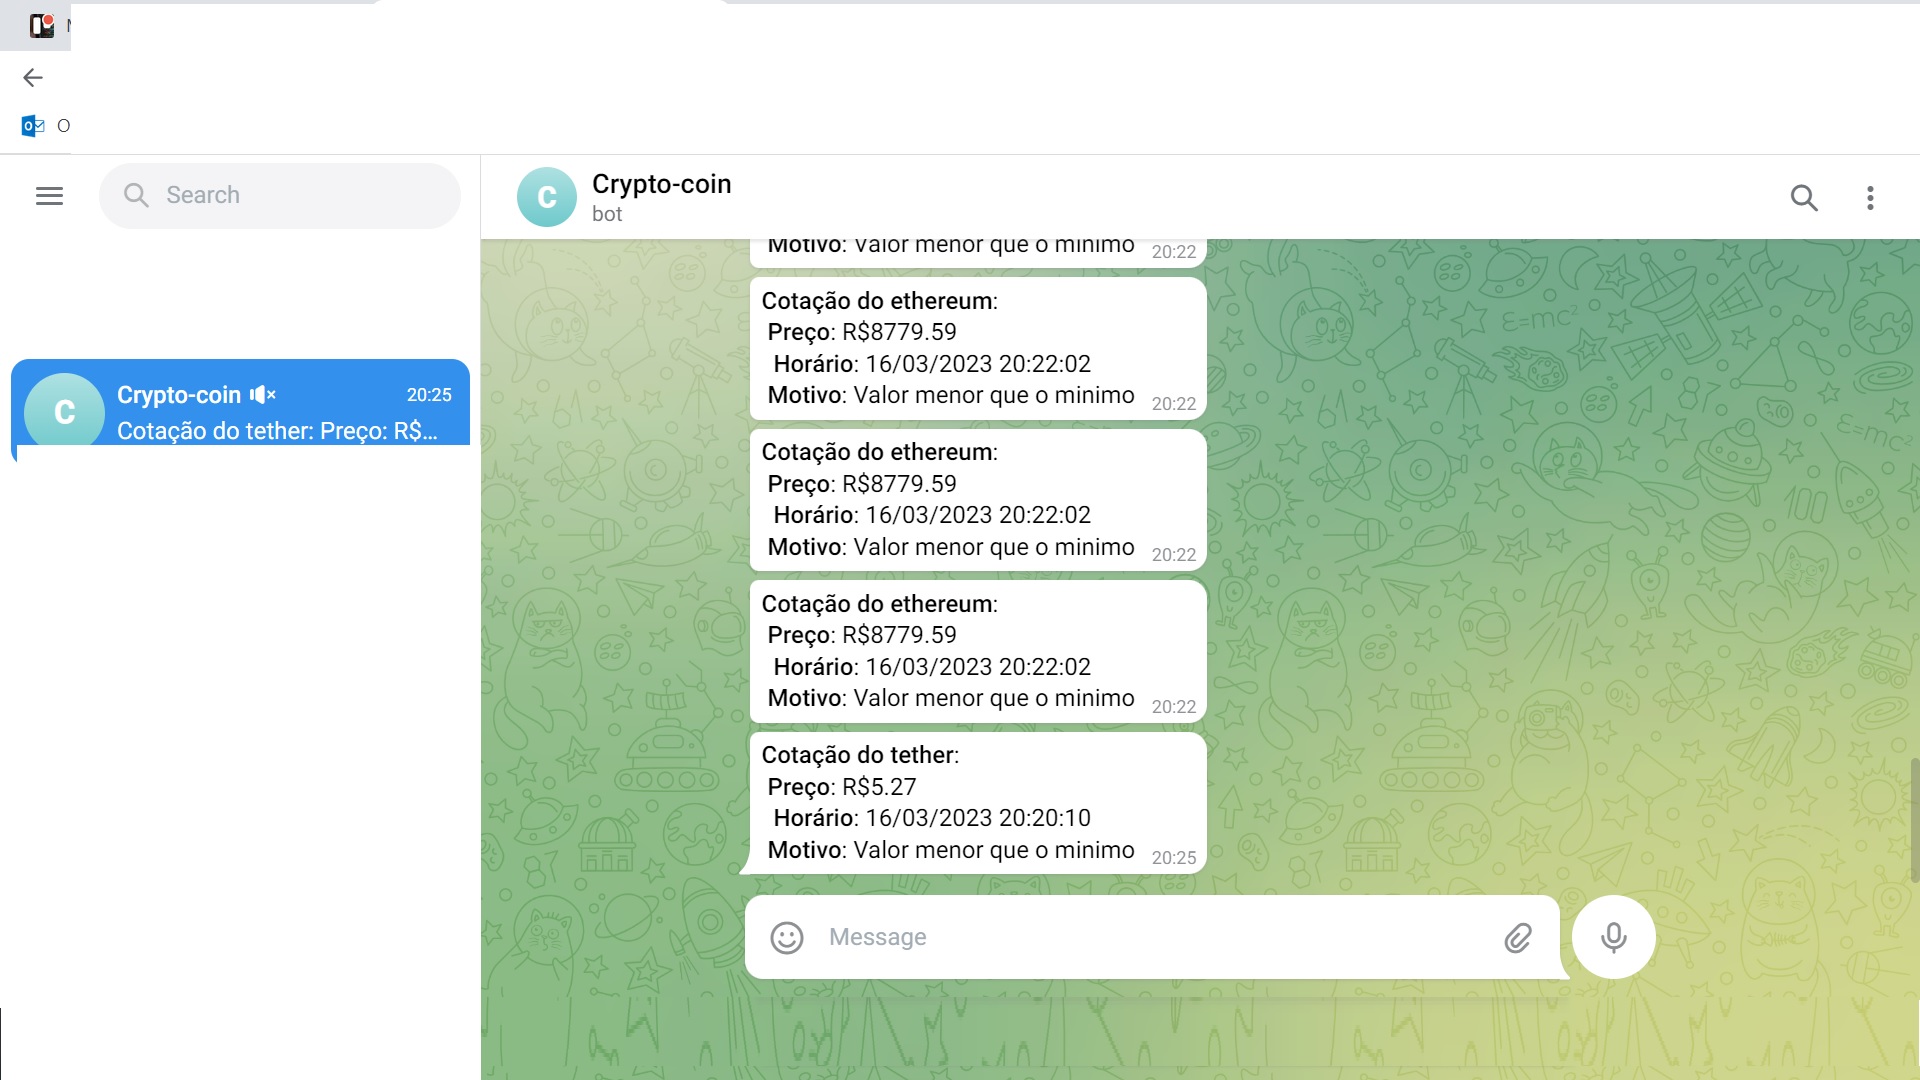 O
Search
Crypto-coin
20:25
Cotação do tether: Preço: R$...
C
C
Crypto-coin
bot
Motivo: Valor menor que o minimo 20:22
Cotação do ethereum:
Preço: R$8779.59
Horário: 16/03/2023 20:22:02
Motivo: Valor menor que o minimo 20:22
Cotação do ethereum:
Preço: R$8779.59
Horário: 16/03/2023 20:22:02
Motivo: Valor menor que o minimo 20:22
Cotação do ethereum:
Preço: R$8779.59
Horário: 16/03/2023 20:22:02
Motivo: Valor menor que o minimo 20:22
Cotação do tether:
Preço: R$5.27
Horário: 16/03/2023 20:20:10
Motivo: Valor menor que o minimo 20:25
Message
ε=mc²
ε=mc²